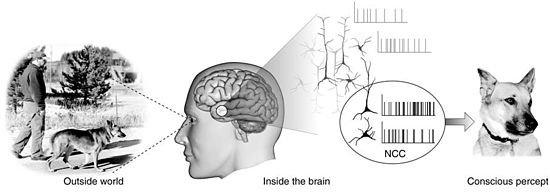 NCC
Outside world
Inside the brain
Conscious percept